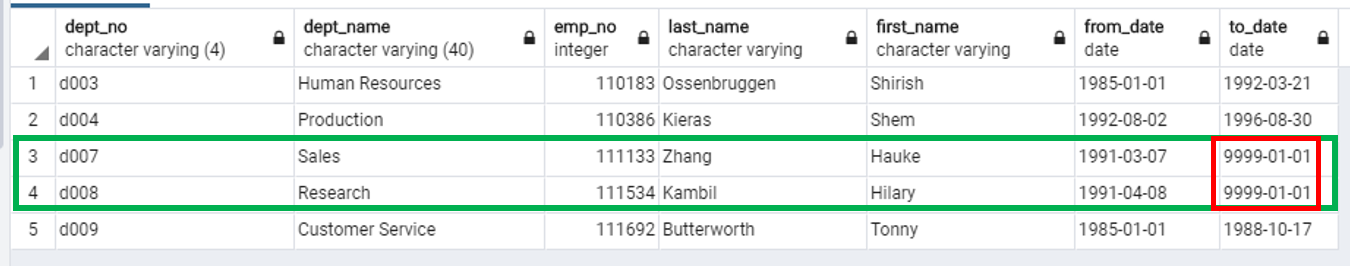 dept_no dept_name emp_no last_name first_name from_date to_date
character varying (4) character varying (40) integer character varying character varying date date
1 d003 Human Resources 110183 Ossenbruggen Shirish 1985-01-01 1992-03-21
2 d004 Production 110386 Kieras Shem 1992-08-02 1996-08-30
3 d007 Sales 111133 Zhang Hauke 1991-03-07 9999-01-01
4 d008 Research 111534 Kambil Hilary 1991-04-08 9999-01-01
5 d009 Customer Service 111692 Butterworth Tonny 1985-01-01 1988-10-17